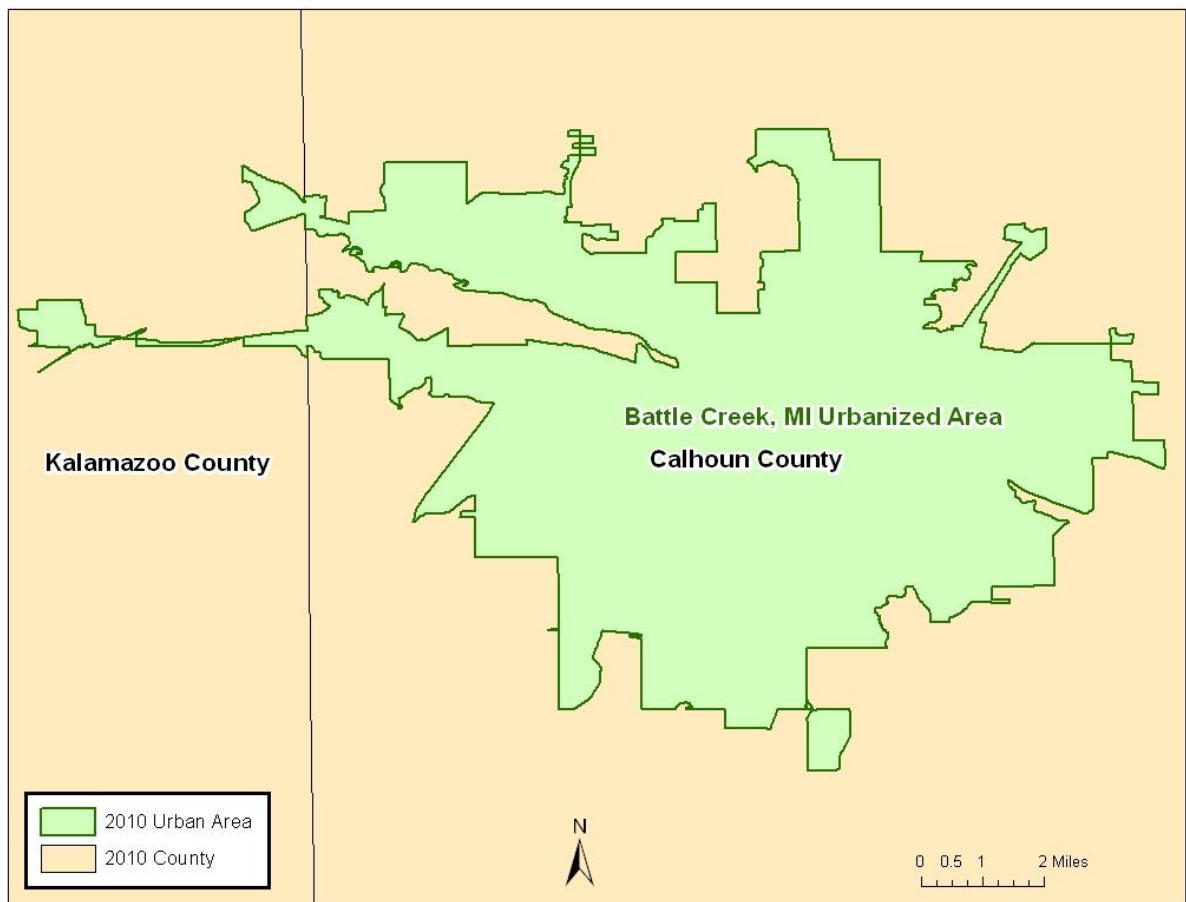 Battle Creek, MI Urbanized Area
Kalamazoo County
Calhoun County
2010 Urban Area
2010 County
N
0 0.5 1 2 Miles